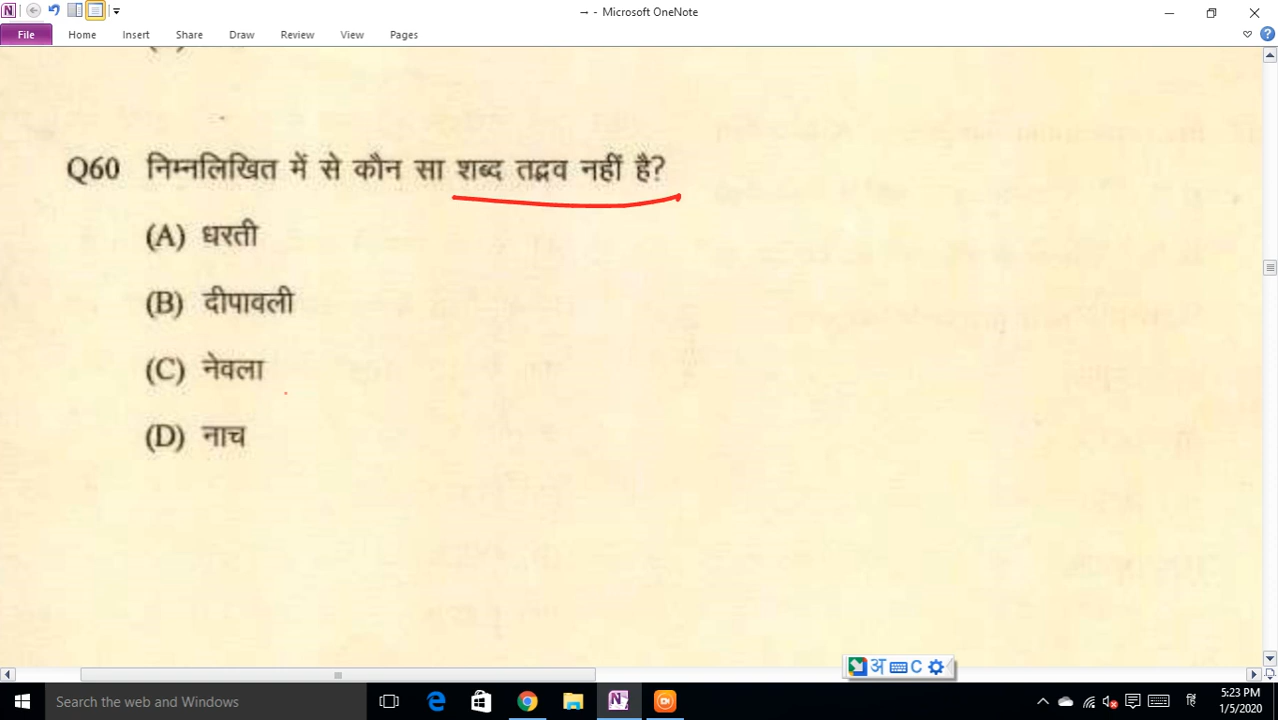 → - Microsoft OneNote
File Home Insert Share Draw Review View Pages
Q60 निम्नलिखित में से कौन सा शब्द तद्भव नहीं है?
(A) धरती
(B) दीपावली
(C) नेवला
(D) नाच
अ C
Search the web and Windows
हि
5:23 PM
1/5/2020